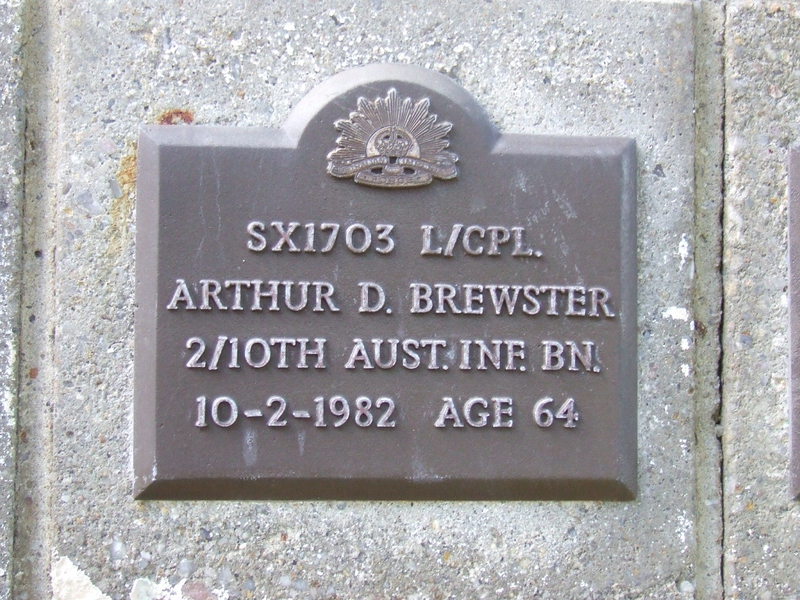 SX1703 L/CPL.
ARTHUR D. BREWSTER
2/10TH AUST. INF. BN.
10-2-1982 AGE 64